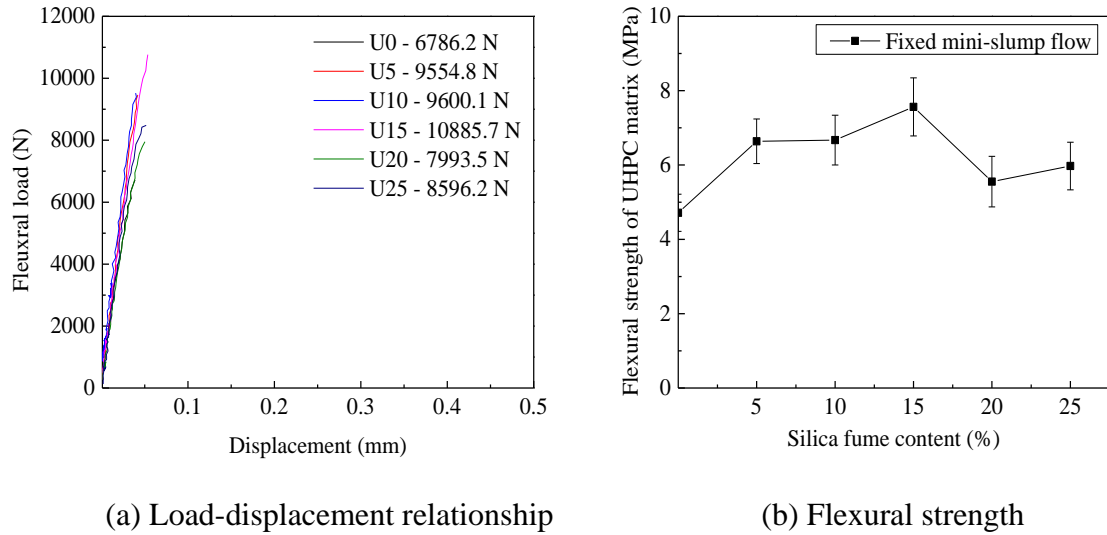 12000
10000
8000
6000
4000
2000
0
Fleuxral load (N)
U0 - 6786.2 N
U5 - 9554.8 N
U10 - 9600.1 N
U15 - 10885.7 N
U20 - 7993.5 N
U25 - 8596.2 N
0.1 0.2 0.3 0.4 0.5
Displacement (mm)
(a) Load-displacement relationship
10
8
6
4
2
0
Flexural strength of UHPC matrix (MPa)
Fixed mini-slump flow
5 10 15 20 25
Silica fume content (%)
(b) Flexural strength